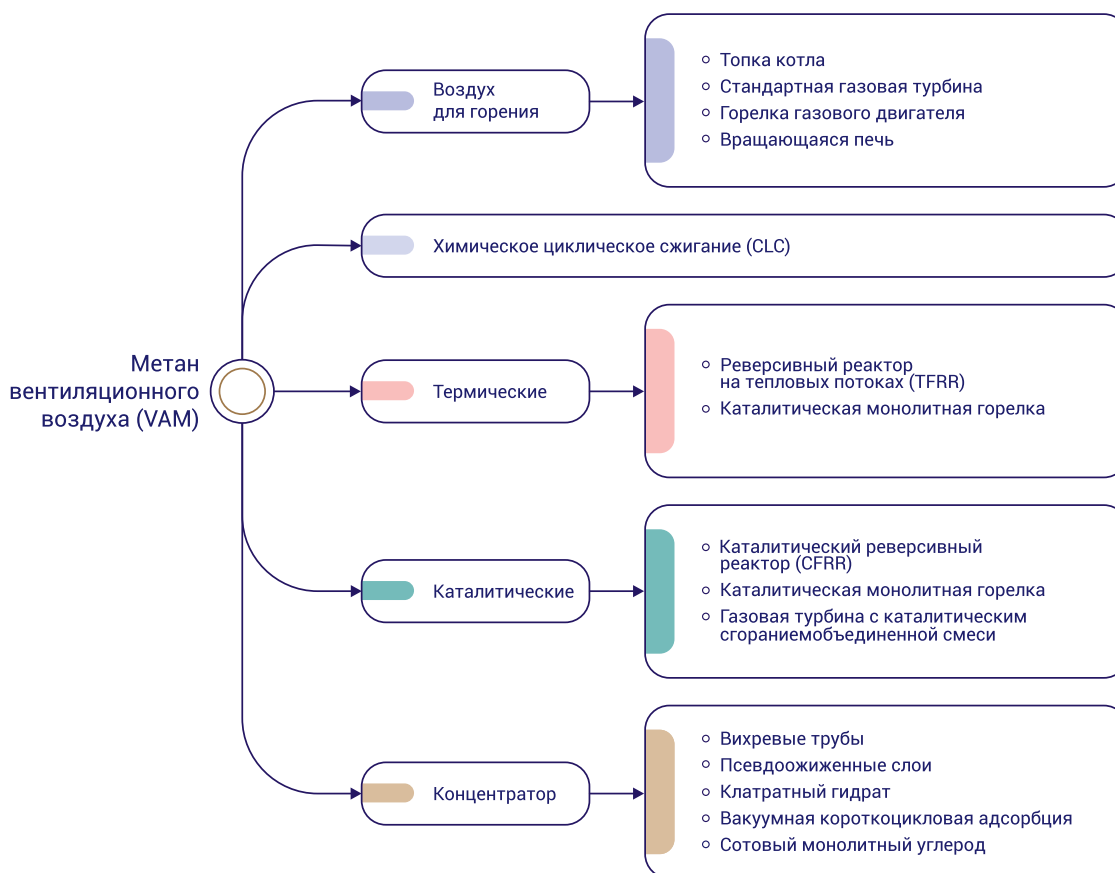 Метан
вентиляционного
воздуха (VAM)
Воздух
для горения
Топка котла
Стандартная газовая турбина
Горелка газового двигателя
Вращающаяся печь
Химическое циклическое сжигание (CLC)
Термические
Реверсивный реактор
на тепловых потоках (TFRR)
Каталитическая монолитная горелка
Каталитические
Каталитический реверсивный
реактор (CFRR)
Каталитическая монолитная горелка
Газовая турбина с каталитическим
сгораниемобъединенной смеси
Концентратор
Вихревые трубы
Псевдоожиженные слои
Клатратный гидрат
Вакуумная короткоцикловая адсорбция
Сотовый монолитный углерод